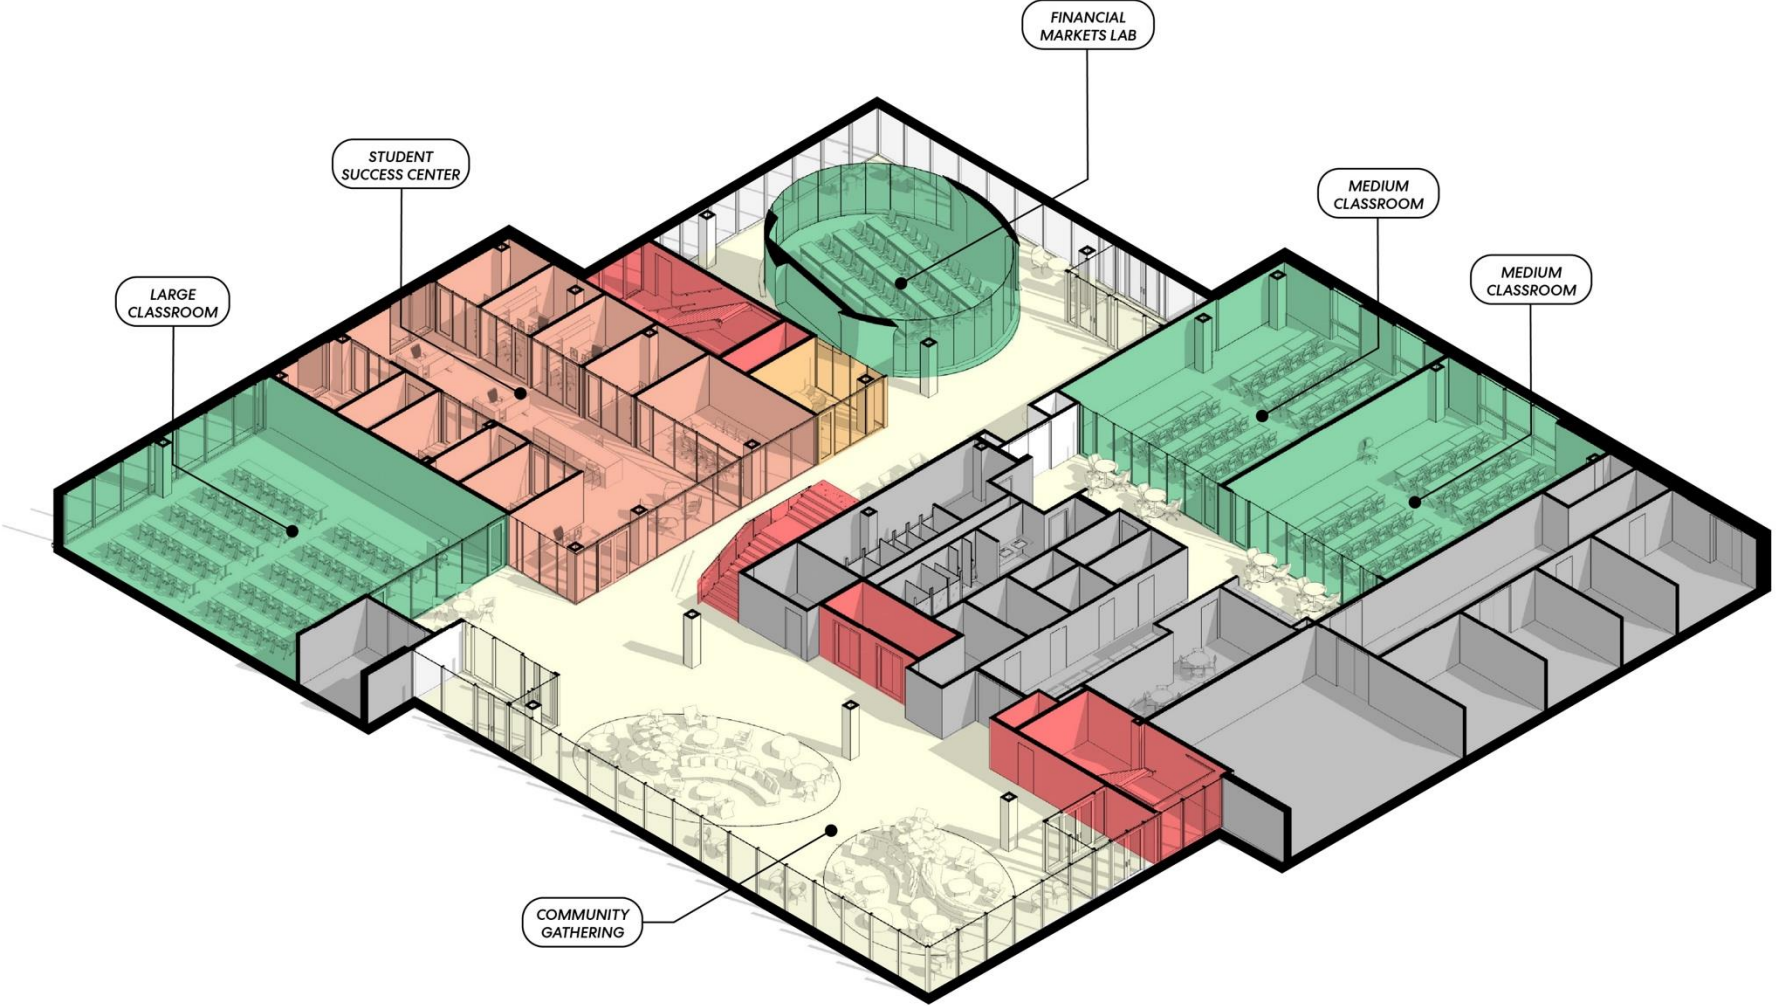 FINANCIAL
MARKETS LAB
STUDENT
SUCCESS CENTER
MEDIUM
CLASSROOM
MEDIUM
CLASSROOM
LARGE
CLASSROOM
COMMUNITY
GATHERING